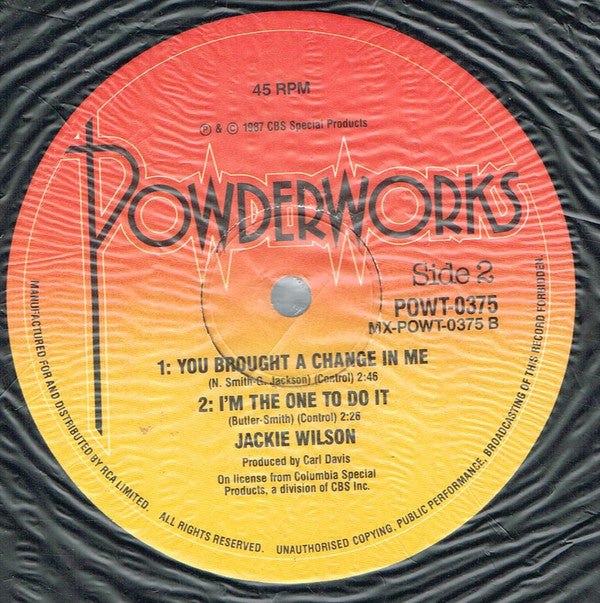 45 RPM
℗ & © 1987 CBS Special Products
POWDERWORKS
Side 2
POWT-0375
MX-POWT-0375 B
1: YOU BROUGHT A CHANGE IN ME
(N. Smith-G. Jackson) (Control) 2:46
2: I'M THE ONE TO DO IT
(Butler-Smith) (Control) 2:26
JACKIE WILSON
Produced by Carl Davis
On license from Columbia Special
Products, a division of CBS Inc.
MANUFACTURED FOR AND DISTRIBUTED BY RCA LIMITED. ALL RIGHTS RESERVED. UNAUTHORISED COPYING, PUBLIC PERFORMANCE, BROADCASTING OF THIS RECORD FORBIDDEN.